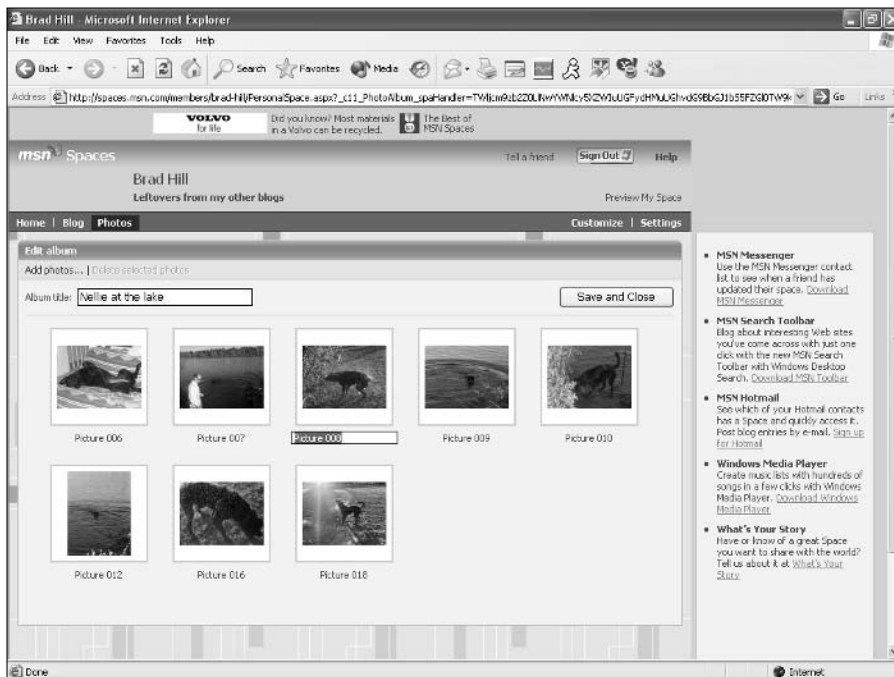 Brad Hill - Microsoft Internet Explorer
File Edit View Favorites Tools Help
Back Search Favorites Media
Address http://spaces.msn.com/members/brad-hill/PersonalSpace.aspx?_c11_PhotoAlbum_spaHandler= Go Links
VOLVO
for life
Did you know? Most materials
in a Volvo can be recycled.
The Best of
MSN Spaces
msn Spaces
Tell a friend Sign Out Help
Brad Hill
Leftovers from my other blogs
Preview My Space
Home | Blog Photos Customize | Settings
Edit album
Add photos... | Delete selected photos
Album title: Nellie at the lake Save and Close
Picture 006 Picture 007 Picture 008 Picture 009 Picture 010
Picture 012 Picture 016 Picture 018
MSN Messenger
Use the MSN Messenger contact
list to see when a friend has
updated their space. Download
MSN Messenger
MSN Search Toolbar
Blog about interesting Web sites
you've come across with just one
click with the new MSN Search
Toolbar with Windows Desktop
Search. Download MSN Toolbar
MSN Hotmail
See which of your Hotmail contacts
has a Space and quickly access it.
Post blog entries by e-mail. Sign up
for Hotmail
Windows Media Player
Create music lists with hundreds of
songs in a few clicks with Windows
Media Player. Download Windows
Media Player
What's Your Story
Have or know of a great Space
you want to share with the world?
Tell us about it at What's Your
Story
Done Internet